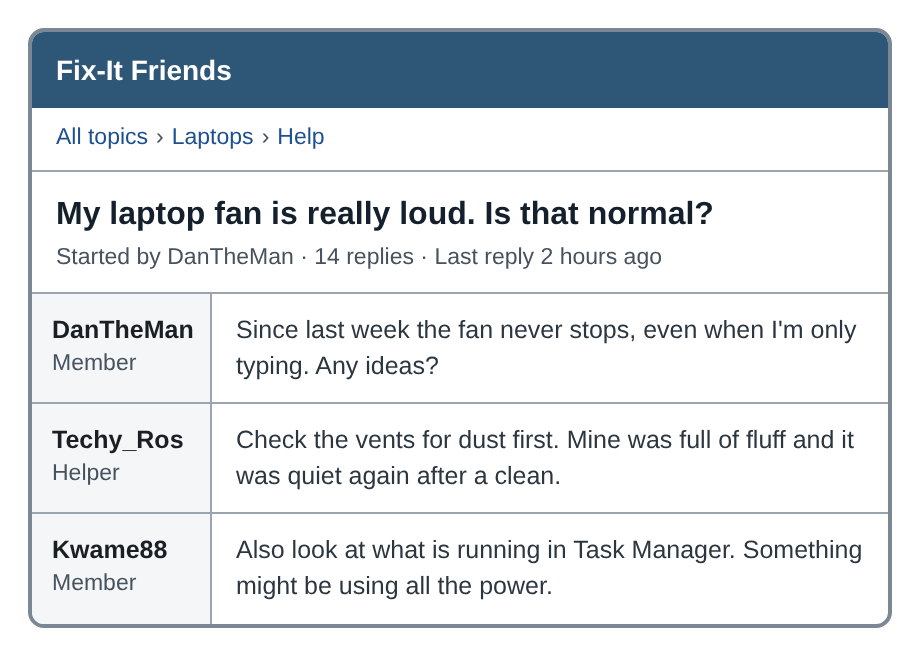 Fix-It Friends
All topics › Laptops › Help
My laptop fan is really loud. Is that normal?
Started by DanTheMan · 14 replies · Last reply 2 hours ago
DanTheMan
Member
Since last week the fan never stops, even when I'm only
typing. Any ideas?
Techy_Ros
Helper
Check the vents for dust first. Mine was full of fluff and it
was quiet again after a clean.
Kwame88
Member
Also look at what is running in Task Manager. Something
might be using all the power.